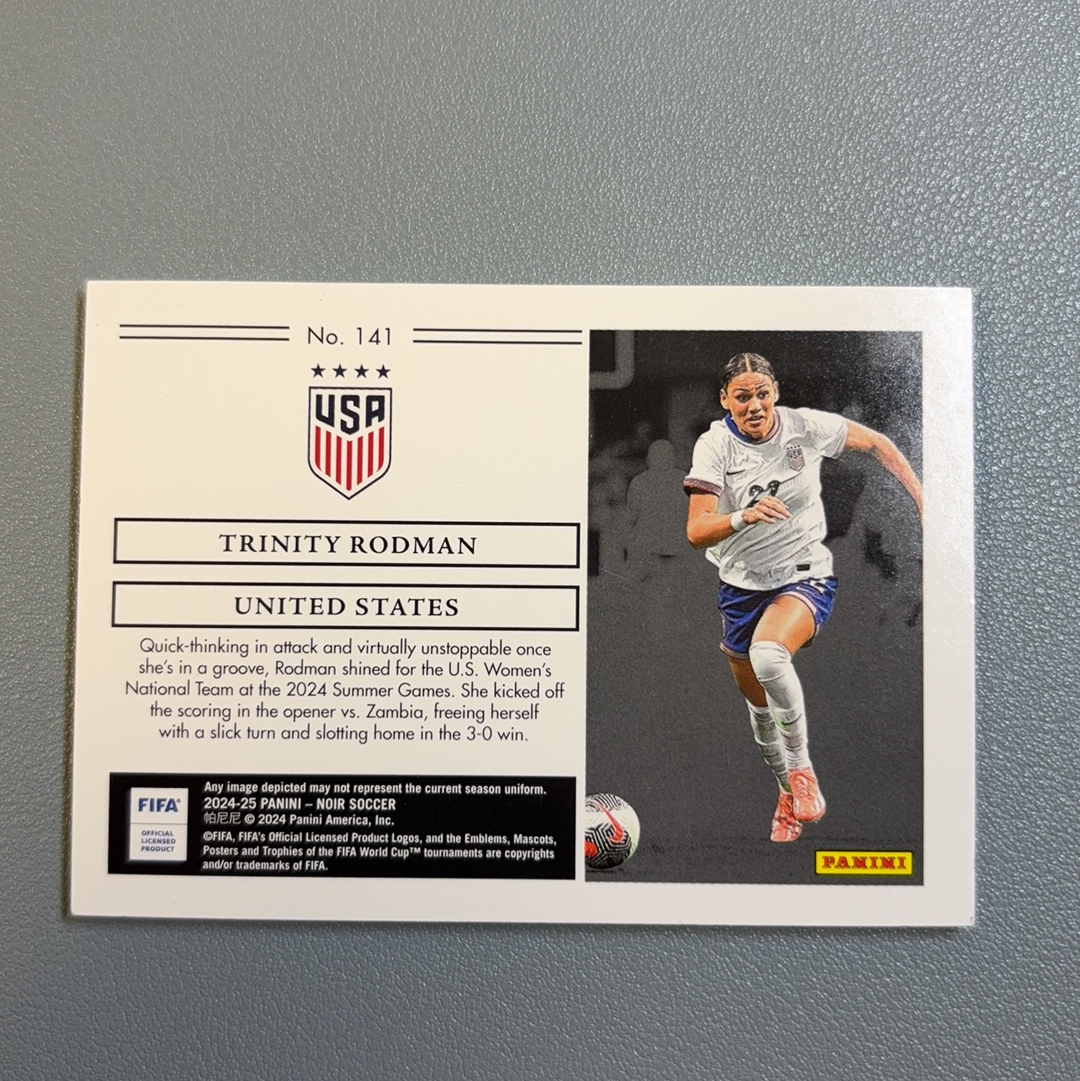 No. 141
USA
TRINITY RODMAN
UNITED STATES
Quick-thinking in attack and virtually unstoppable once
she's in a groove, Rodman shined for the U.S. Women's
National Team at the 2024 Summer Games. She kicked off
the scoring in the opener vs. Zambia, freeing herself
with a slick turn and slotting home in the 3-0 win.
FIFA®
OFFICIAL
LICENSED
PRODUCT
Any image depicted may not represent the current season uniform.
2024-25 PANINI – NOIR SOCCER
帕尼尼 © 2024 Panini America, Inc.
©FIFA, FIFA's Official Licensed Product Logos, and the Emblems, Mascots,
Posters and Trophies of the FIFA World Cup™ tournaments are copyrights
and/or trademarks of FIFA.
USA
PANINI